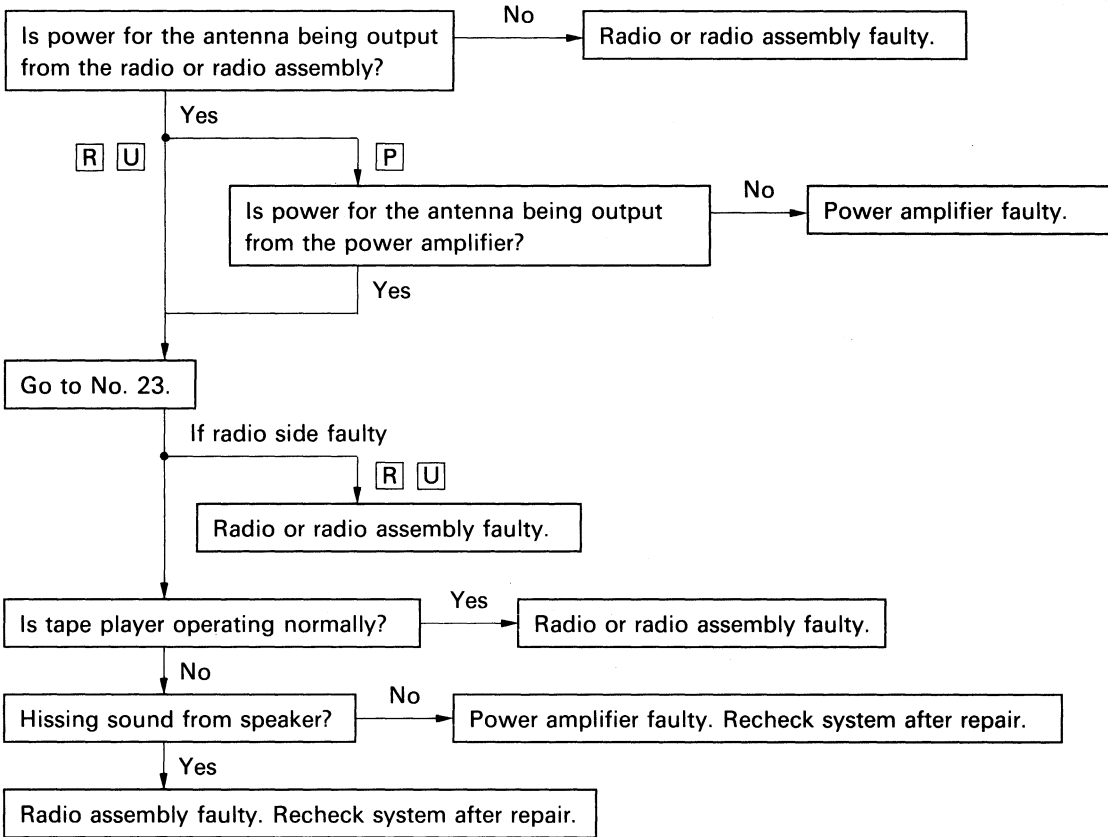 Is power for the antenna being output
from the radio or radio assembly?
No
Radio or radio assembly faulty.
Yes
R U
P
Is power for the antenna being output
from the power amplifier?
No
Power amplifier faulty.
Yes
Go to No. 23.
If radio side faulty
R U
Radio or radio assembly faulty.
Is tape player operating normally?
Yes
Radio or radio assembly faulty.
No
Hissing sound from speaker?
No
Power amplifier faulty. Recheck system after repair.
Yes
Radio assembly faulty. Recheck system after repair.